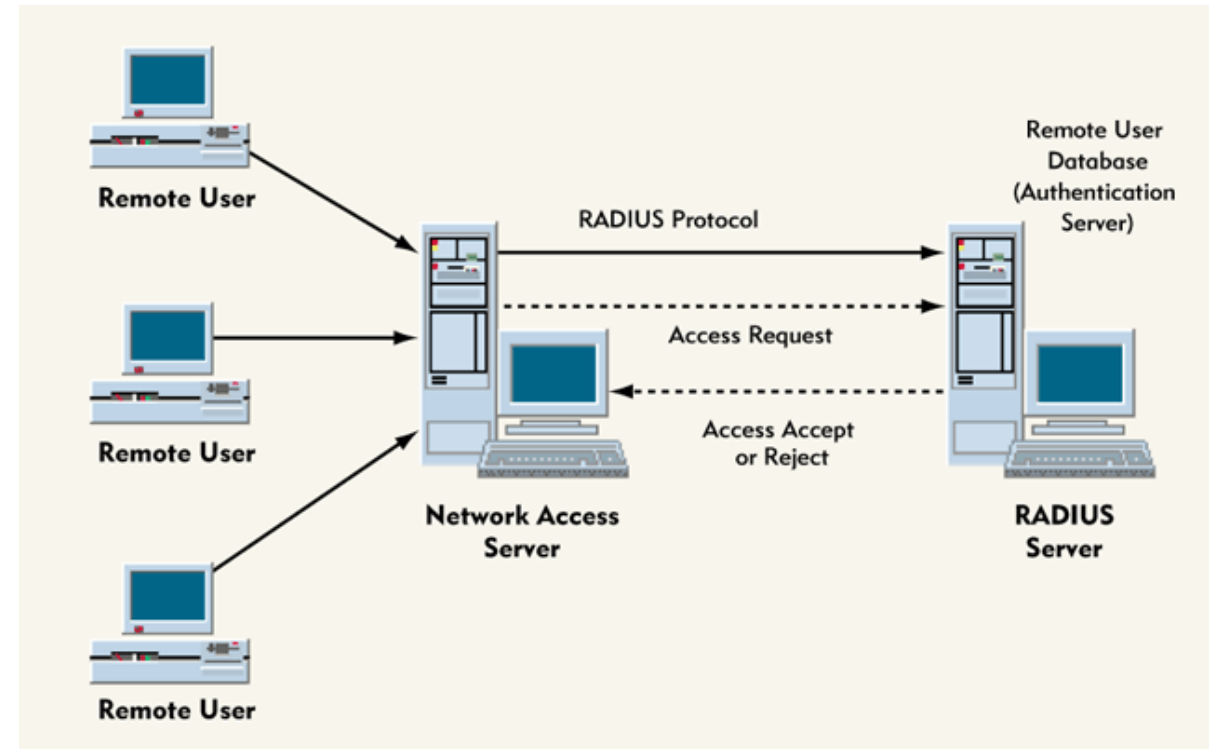 Remote User
Remote User
Remote User
RADIUS Protocol
Access Request
Access Accept
or Reject
Network Access
Server
Remote User
Database
(Authentication
Server)
RADIUS
Server